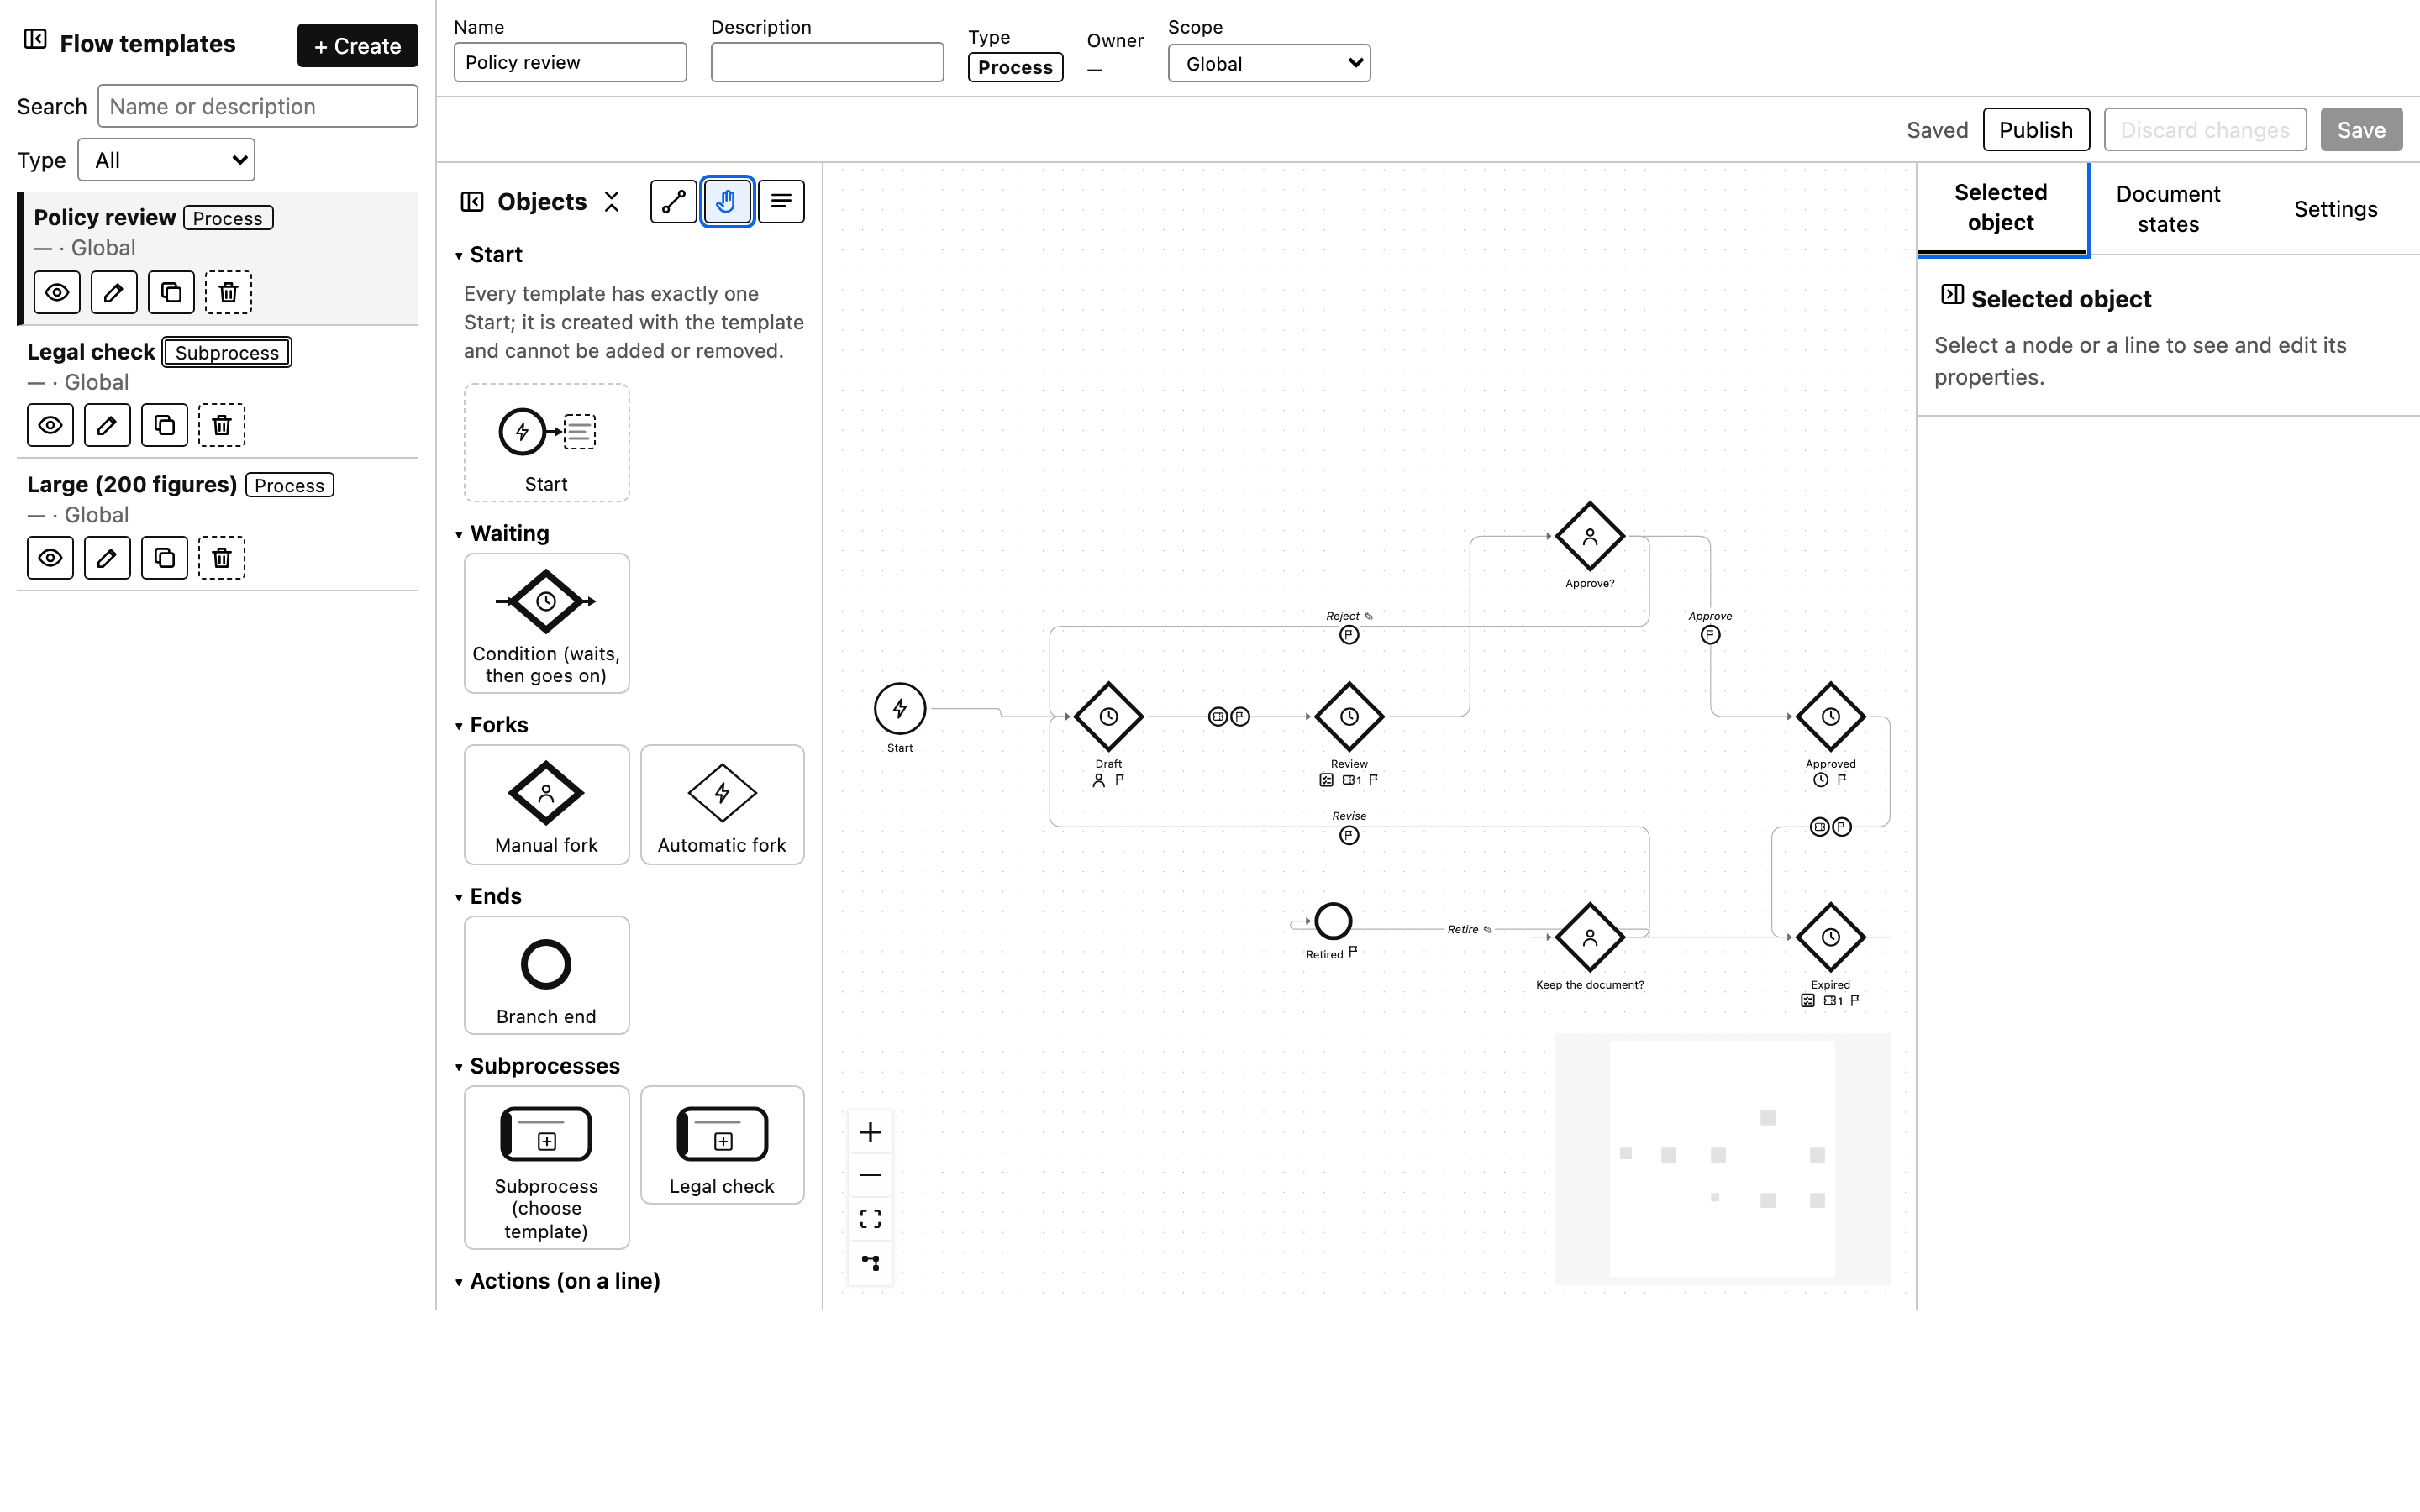 Flow templates
+ Create
Search
Name or description
Type
All
Policy review
Process
— · Global
Legal check
Subprocess
— · Global
Large (200 figures)
Process
— · Global
Name
Policy review
Description
Type
Process
Owner
—
Scope
Global
Saved
Publish
Discard changes
Save
Objects
Start
Every template has exactly one
Start; it is created with the template
and cannot be added or removed.
Start
Waiting
Condition (waits,
then goes on)
Forks
Manual fork
Automatic fork
Ends
Branch end
Subprocesses
Subprocess
(choose
template)
Legal check
Actions (on a line)
Approve?
Reject
Approve
Start
Draft
Review
1
Approved
Revise
Retired
Retire
Keep the document?
Expired
1
Selected
object
Document
states
Settings
Selected object
Select a node or a line to see and edit its
properties.